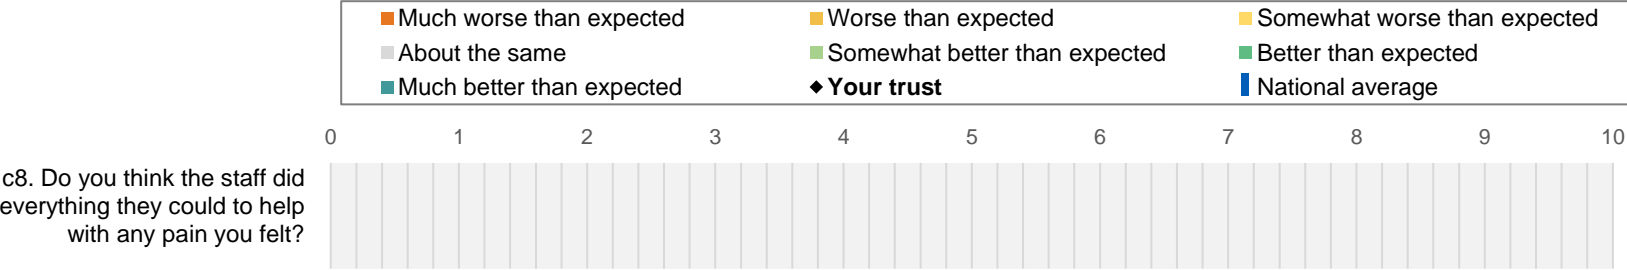 Much worse than expected Worse than expected Somewhat worse than expected
About the same Somewhat better than expected Better than expected
Much better than expected Your trust National average
0 1 2 3 4 5 6 7 8 9 10
c8. Do you think the staff did
everything they could to help
with any pain you felt?